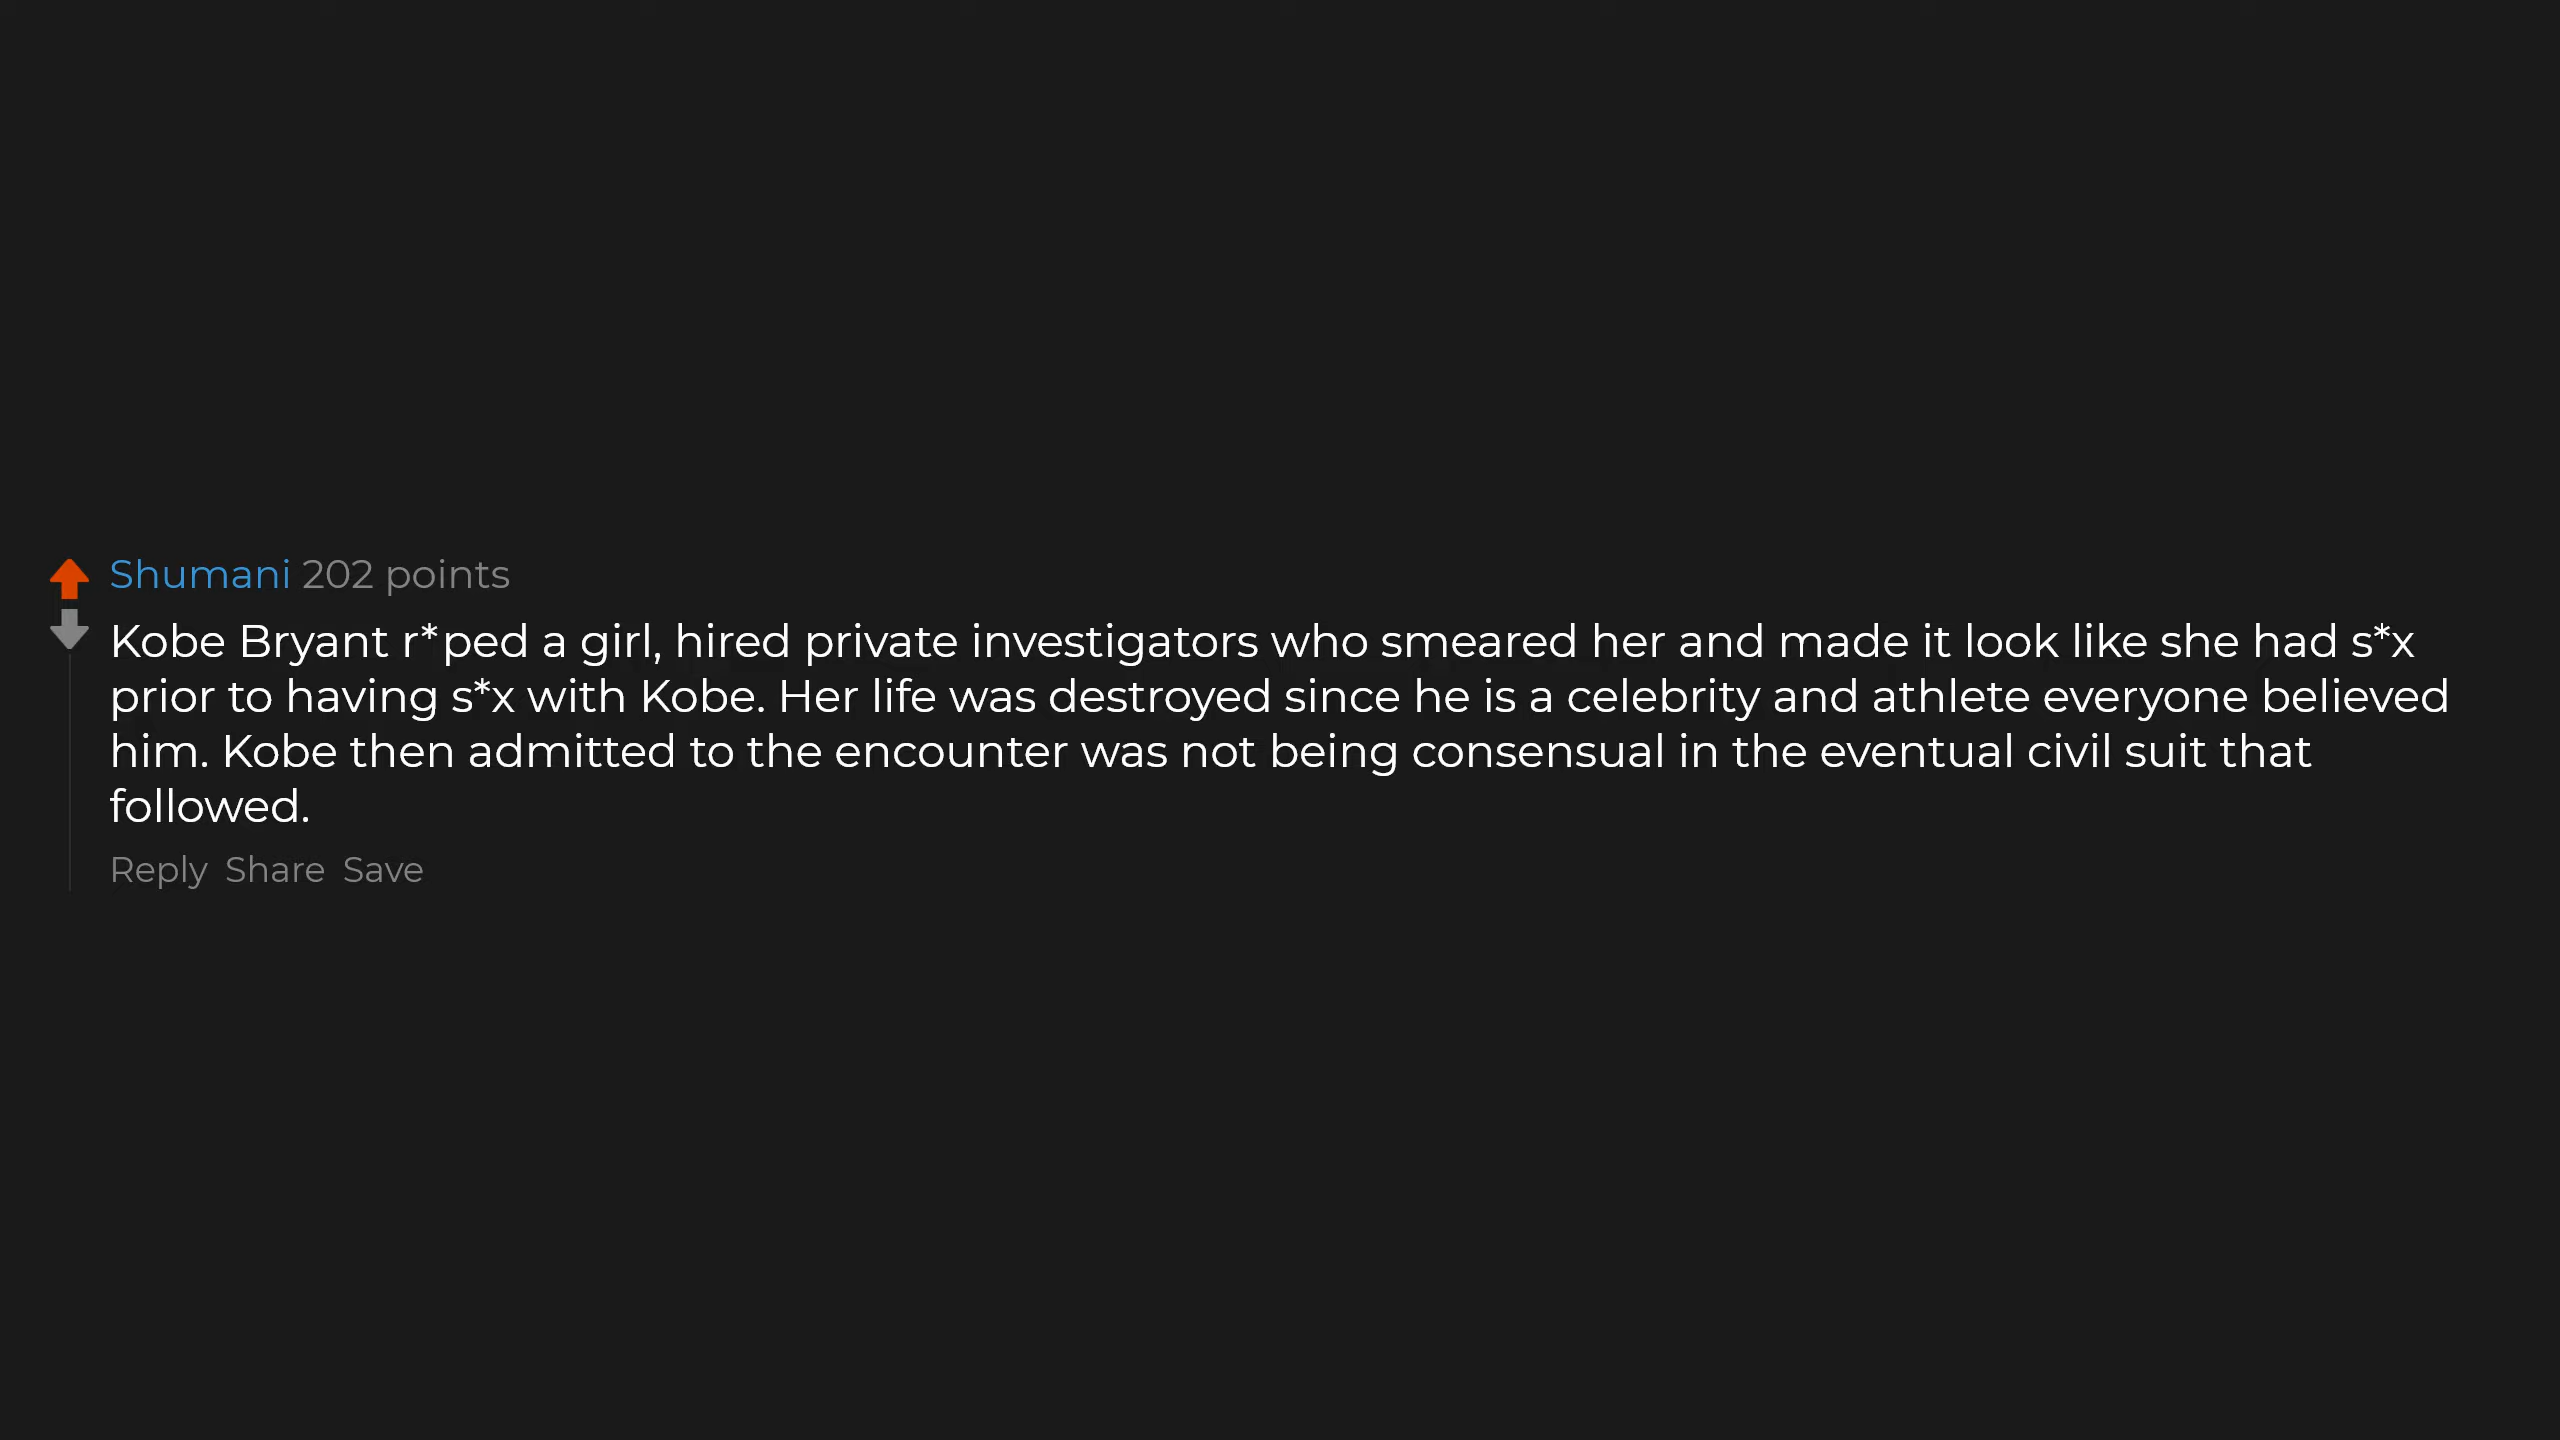 Shumani 202 points
Kobe Bryant r*ped a girl, hired private investigators who smeared her and made it look like she had s*x
prior to having s*x with Kobe. Her life was destroyed since he is a celebrity and athlete everyone believed
him. Kobe then admitted to the encounter was not being consensual in the eventual civil suit that
followed.
Reply Share Save